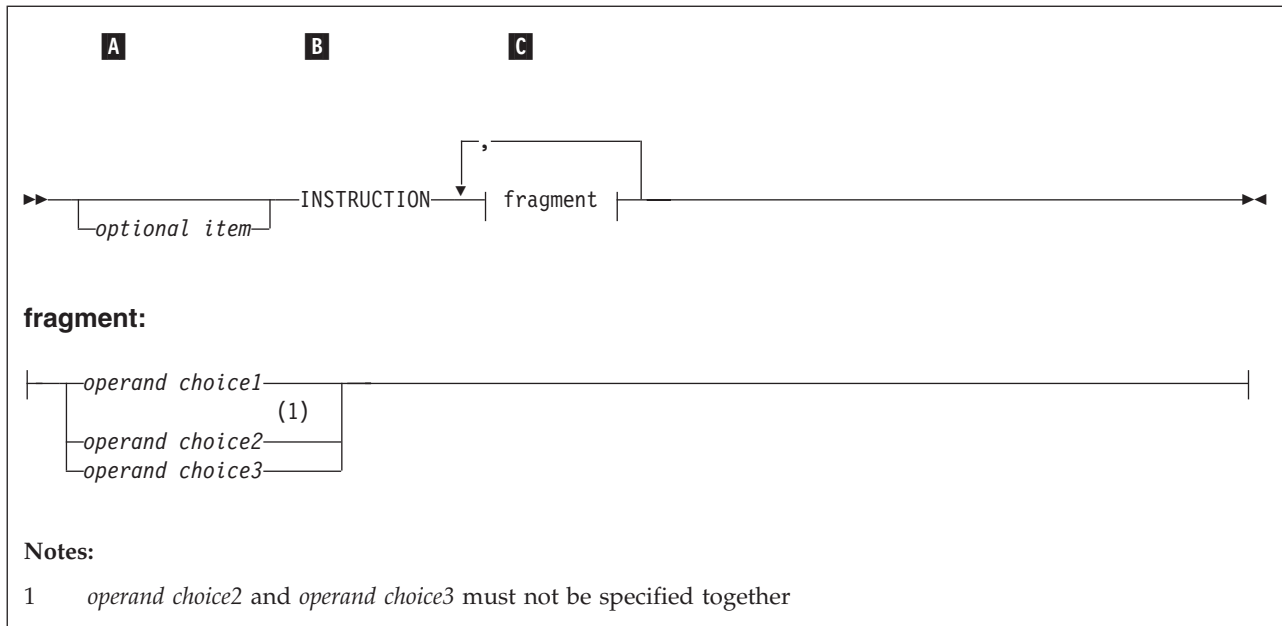 A B C
,
optional item INSTRUCTION fragment
fragment:
operand choice1
(1)
operand choice2
operand choice3
Notes:
1 operand choice2 and operand choice3 must not be specified together